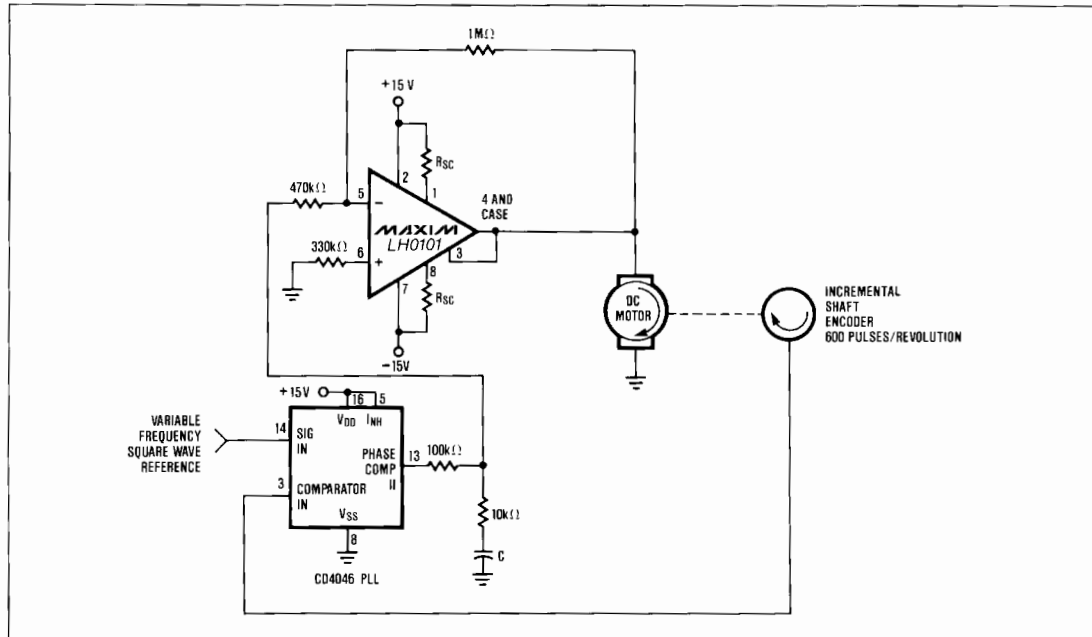 1MΩ
+15V
RSC
470kΩ
2
1
5
−
4 AND
CASE
MAXIM
LH0101
3
330kΩ
6
+
8
7
RSC
−15V
DC
MOTOR
INCREMENTAL
SHAFT
ENCODER
600 PULSES/REVOLUTION
+15V
16
5
VDD
INH
VARIABLE
FREQUENCY
SQUARE WAVE
REFERENCE
14
SIG
IN
PHASE
COMP
II
13
100kΩ
3
COMPARATOR
IN
VSS
8
10kΩ
C
CD4046 PLL